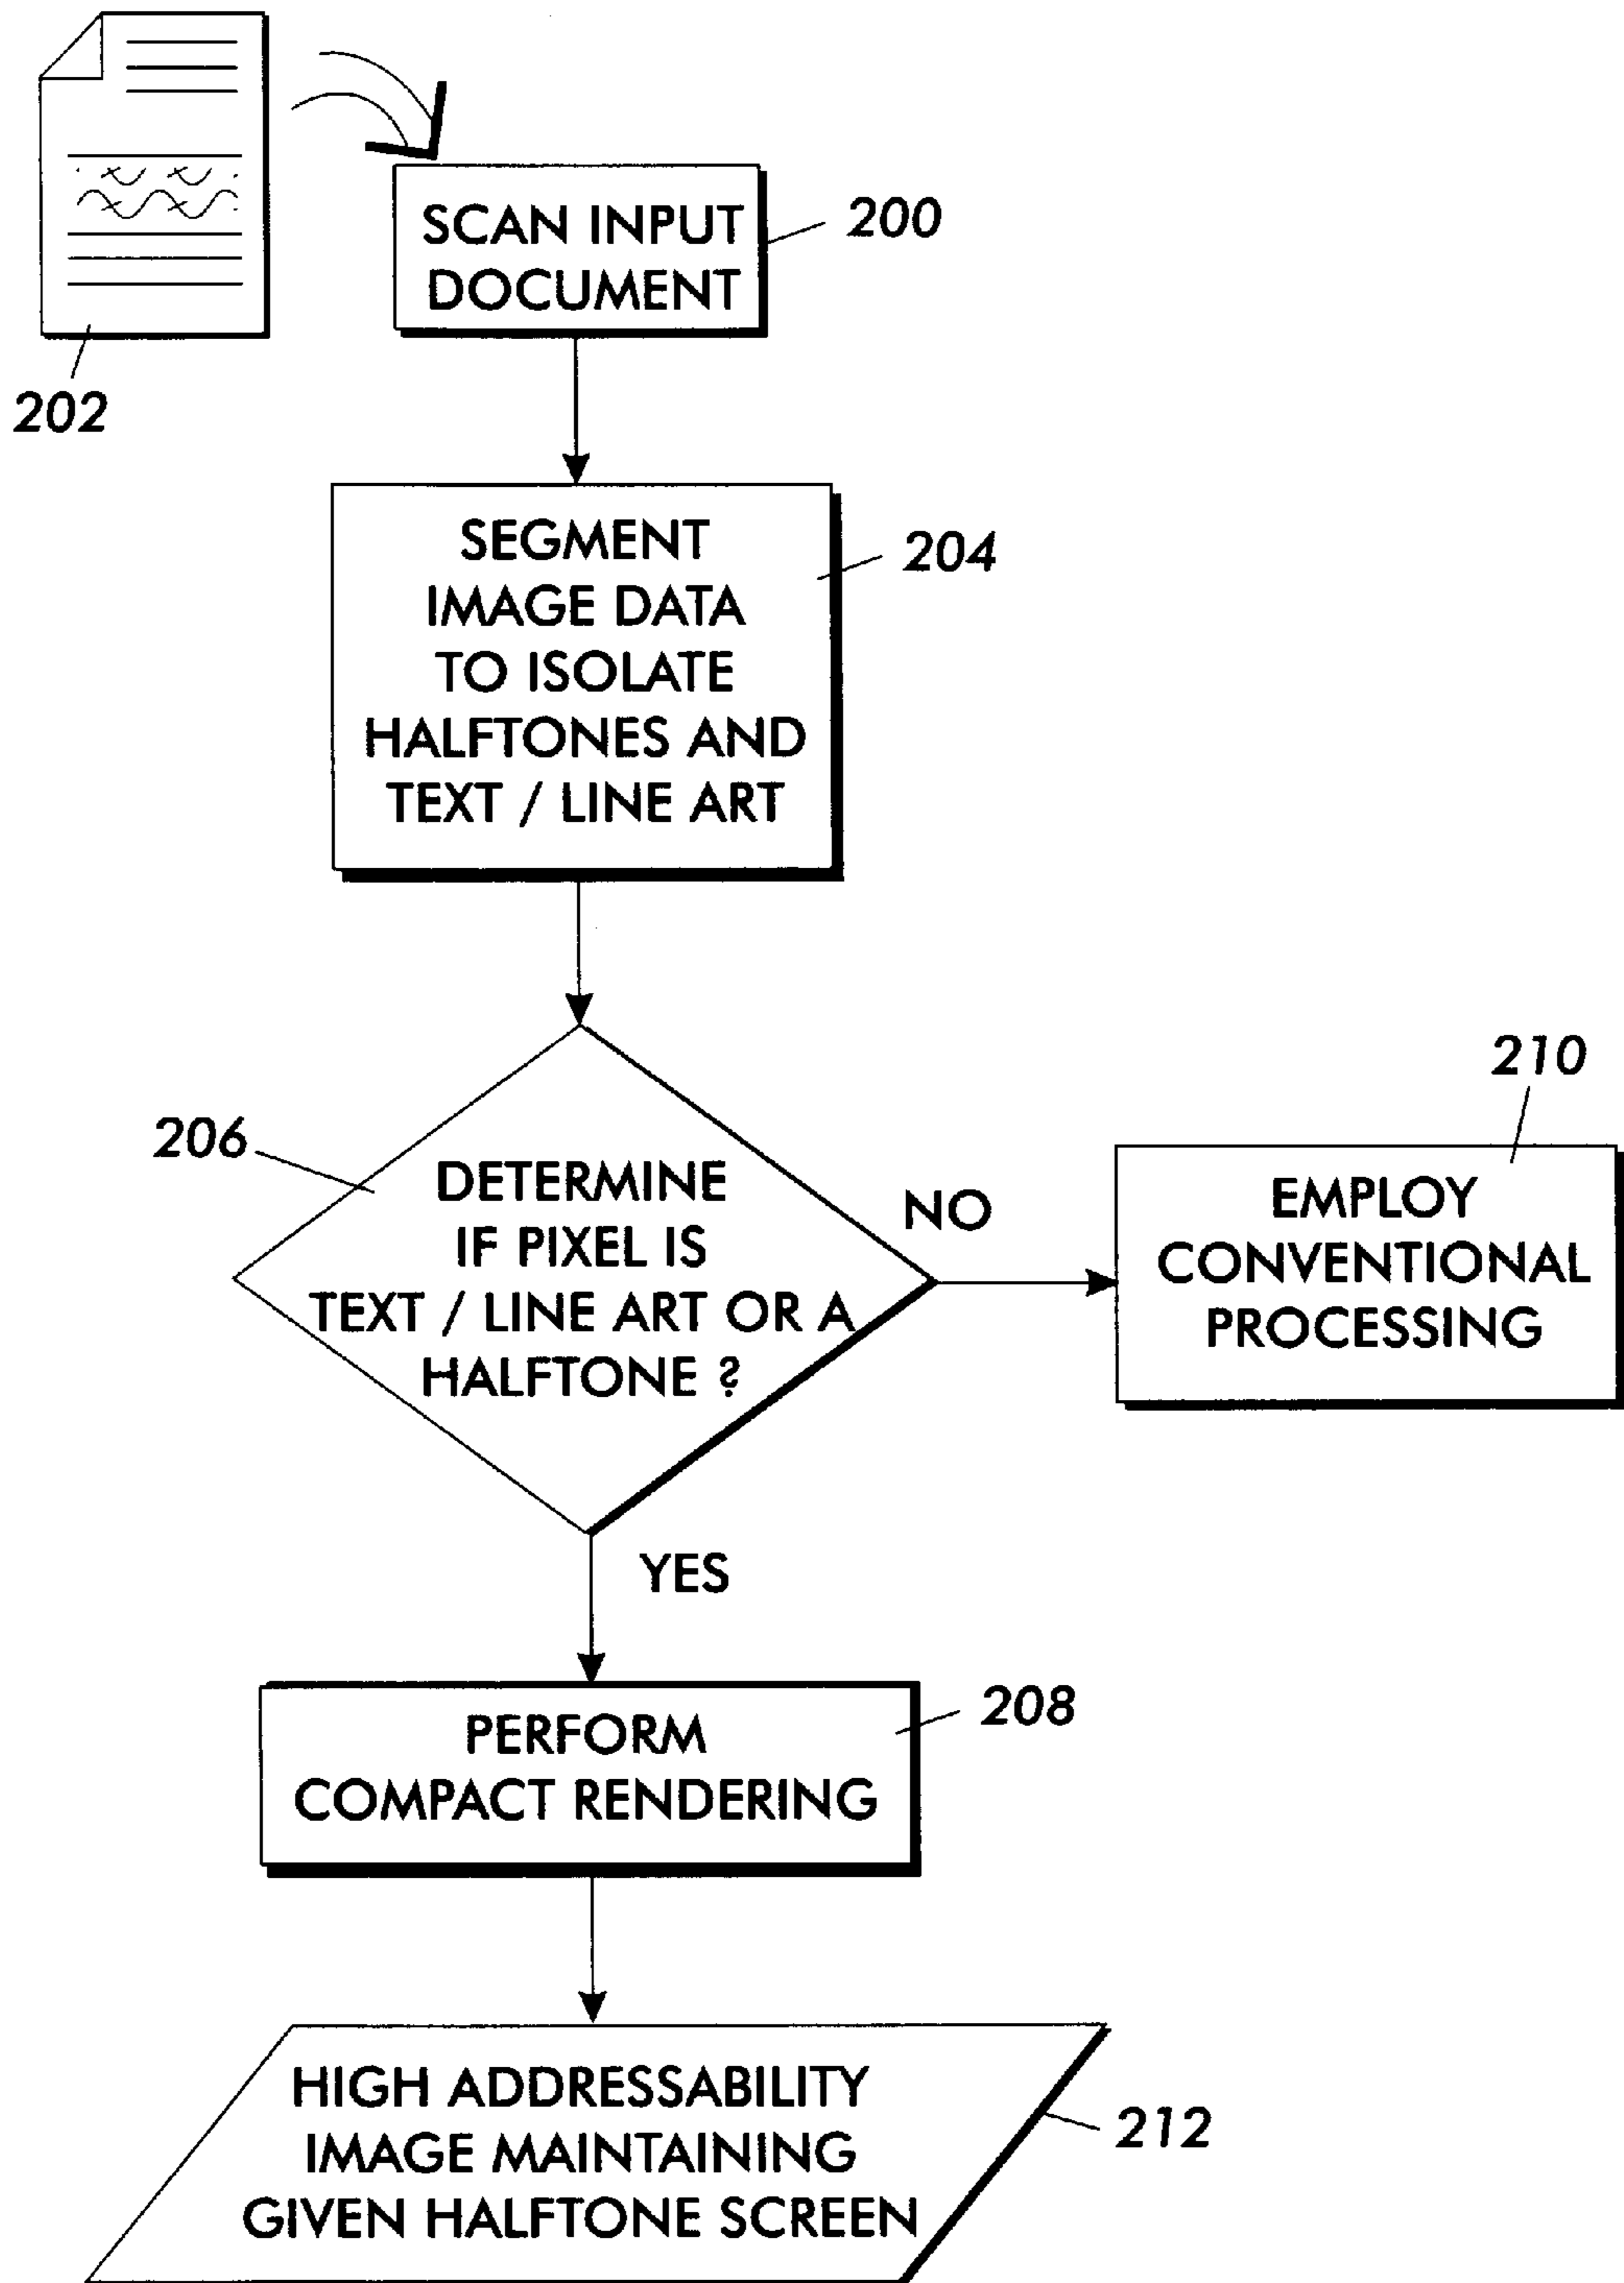 202
SCAN INPUT
DOCUMENT
200
SEGMENT
IMAGE DATA
TO ISOLATE
HALFTONES AND
TEXT / LINE ART
204
206
DETERMINE
IF PIXEL IS
TEXT / LINE ART OR A
HALFTONE ?
NO
210
EMPLOY
CONVENTIONAL
PROCESSING
YES
PERFORM
COMPACT RENDERING
208
HIGH ADDRESSABILITY
IMAGE MAINTAINING
GIVEN HALFTONE SCREEN
212